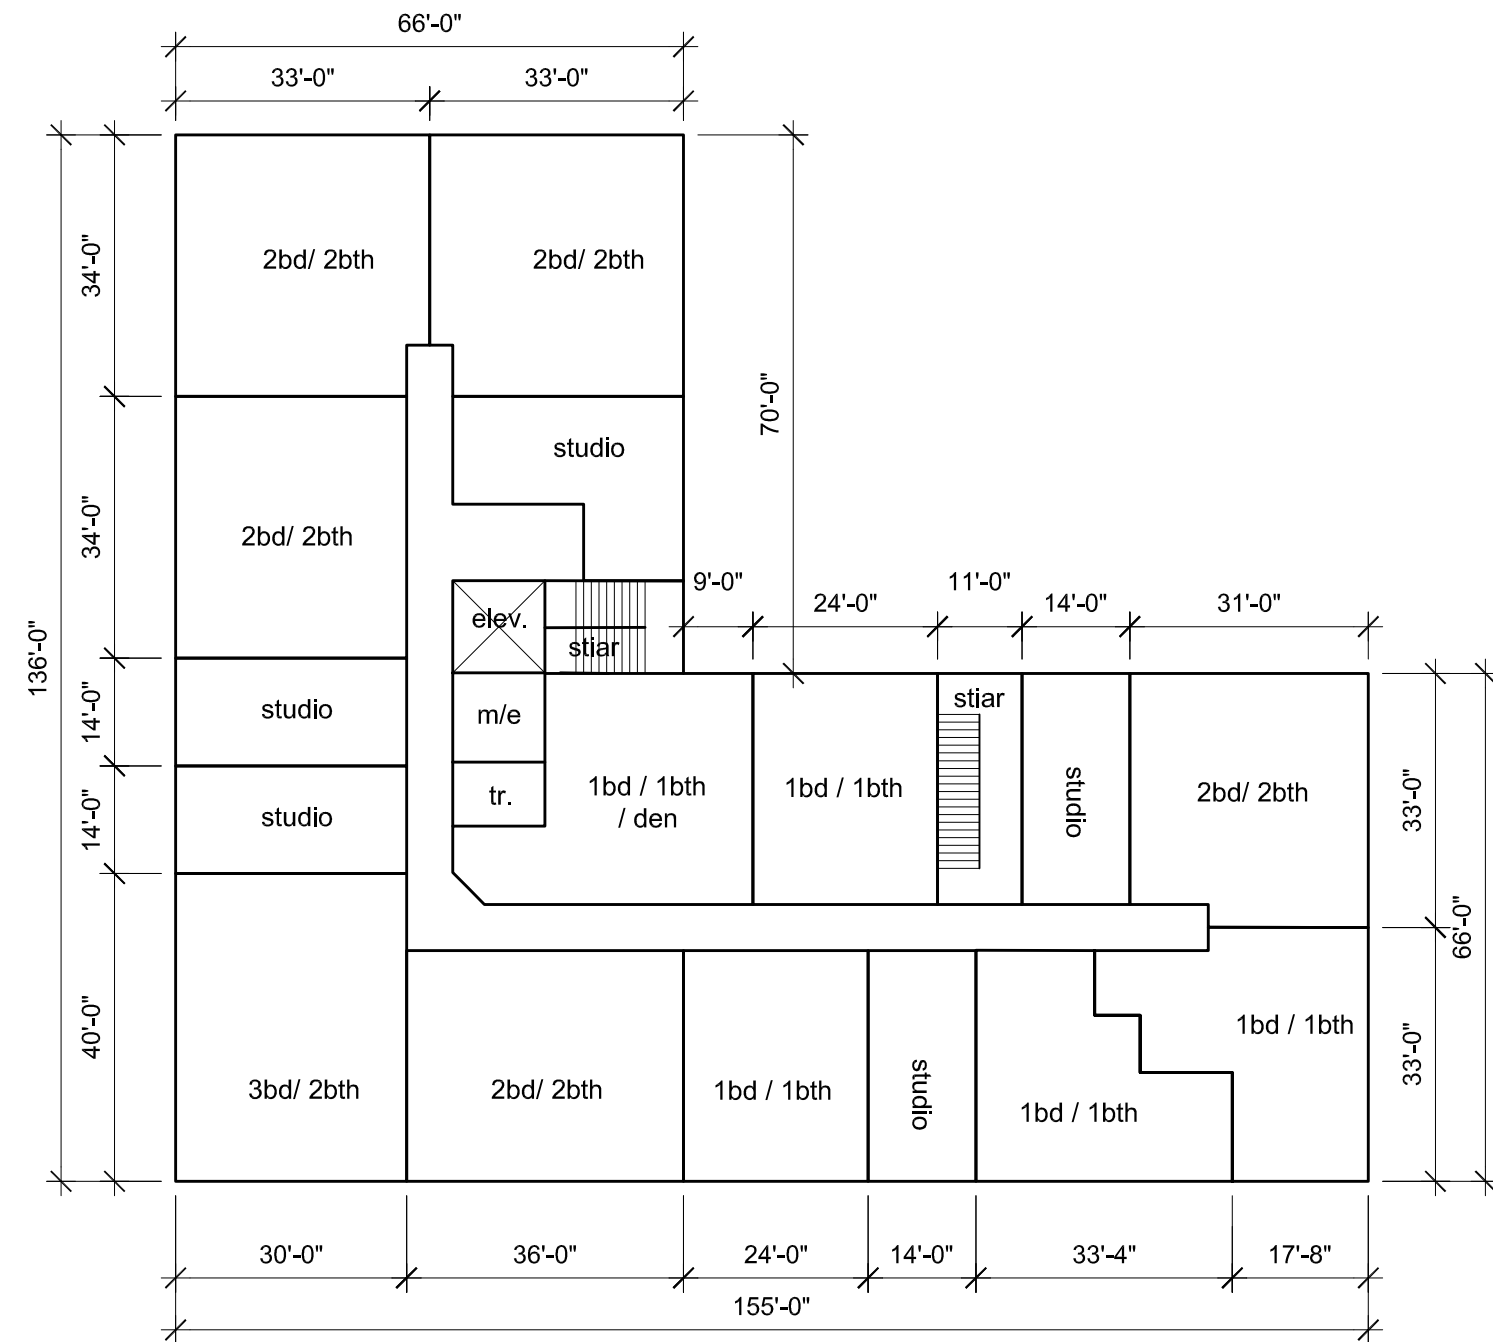 66'-0"
33'-0"
33'-0"
2bd/ 2bth
2bd/ 2bth
34'-0"
70'-0"
studio
34'-0"
2bd/ 2bth
136'-0"
9'-0"
24'-0"
11'-0"
14'-0"
31'-0"
elev.
stiar
14'-0"
studio
m/e
stiar
14'-0"
studio
tr.
1bd / 1bth
/ den
1bd / 1bth
studio
2bd/ 2bth
33'-0"
66'-0"
40'-0"
3bd/ 2bth
2bd/ 2bth
1bd / 1bth
studio
1bd / 1bth
1bd / 1bth
33'-0"
30'-0"
36'-0"
24'-0"
14'-0"
33'-4"
17'-8"
155'-0"